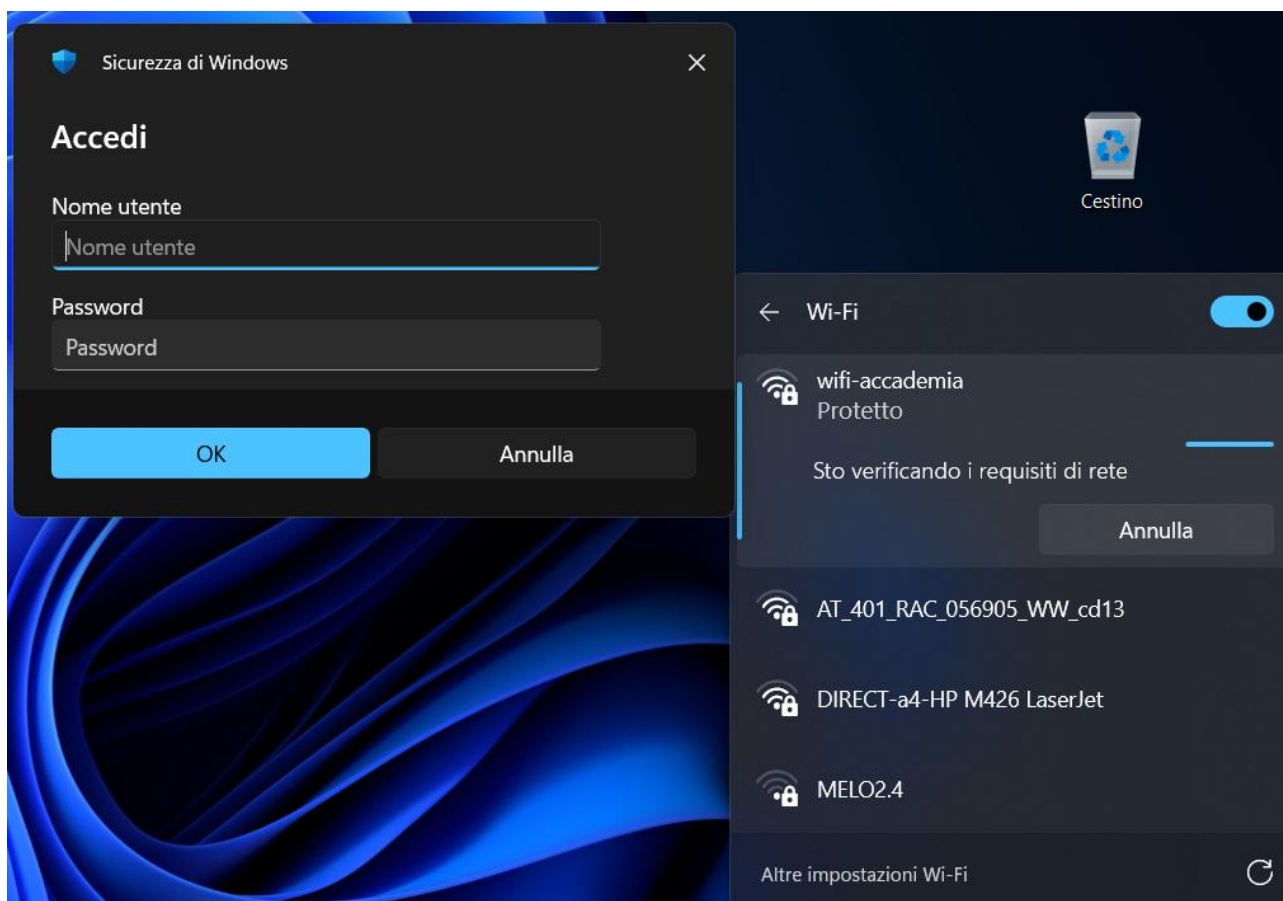 Sicurezza di Windows
Accedi
Nome utente
Nome utente
Password
Password
OK
Annulla
Cestino
Wi-Fi
wifi-accademia
Protetto
Sto verificando i requisiti di rete
Annulla
AT_401_RAC_056905_WW_cd13
DIRECT-a4-HP M426 LaserJet
MELO2.4
Altre impostazioni Wi-Fi